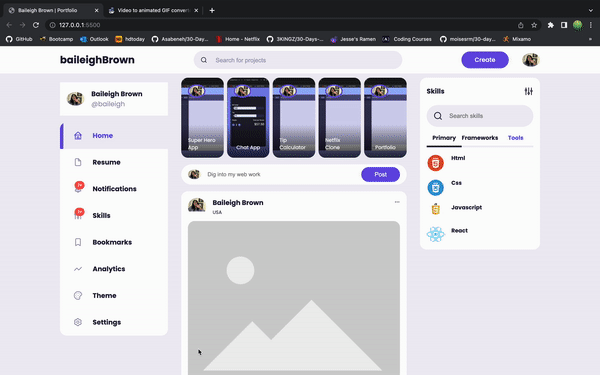 Baileigh Brown | Portfolio
Video to animated GIF convert
127.0.0.1:5500
GitHub
Bootcamp
Outlook
hdtoday
Asabeneh/30-Day...
Home - Netflix
3KINGZ/30-Days-...
Jesse's Ramen
Coding Courses
moisearm/30-day...
Mixamo
baileighBrown
Search for projects
Create
Baileigh Brown
@baileigh
Home
Resume
Notifications
Skills
Bookmarks
Analytics
Theme
Settings
Super Hero
App
Chat App
Tip
Calculator
Netflix
Clone
Portfolio
Dig into my web work
Post
Baileigh Brown
USA
Skills
Search skills
Primary Frameworks Tools
Html
Css
Javascript
React